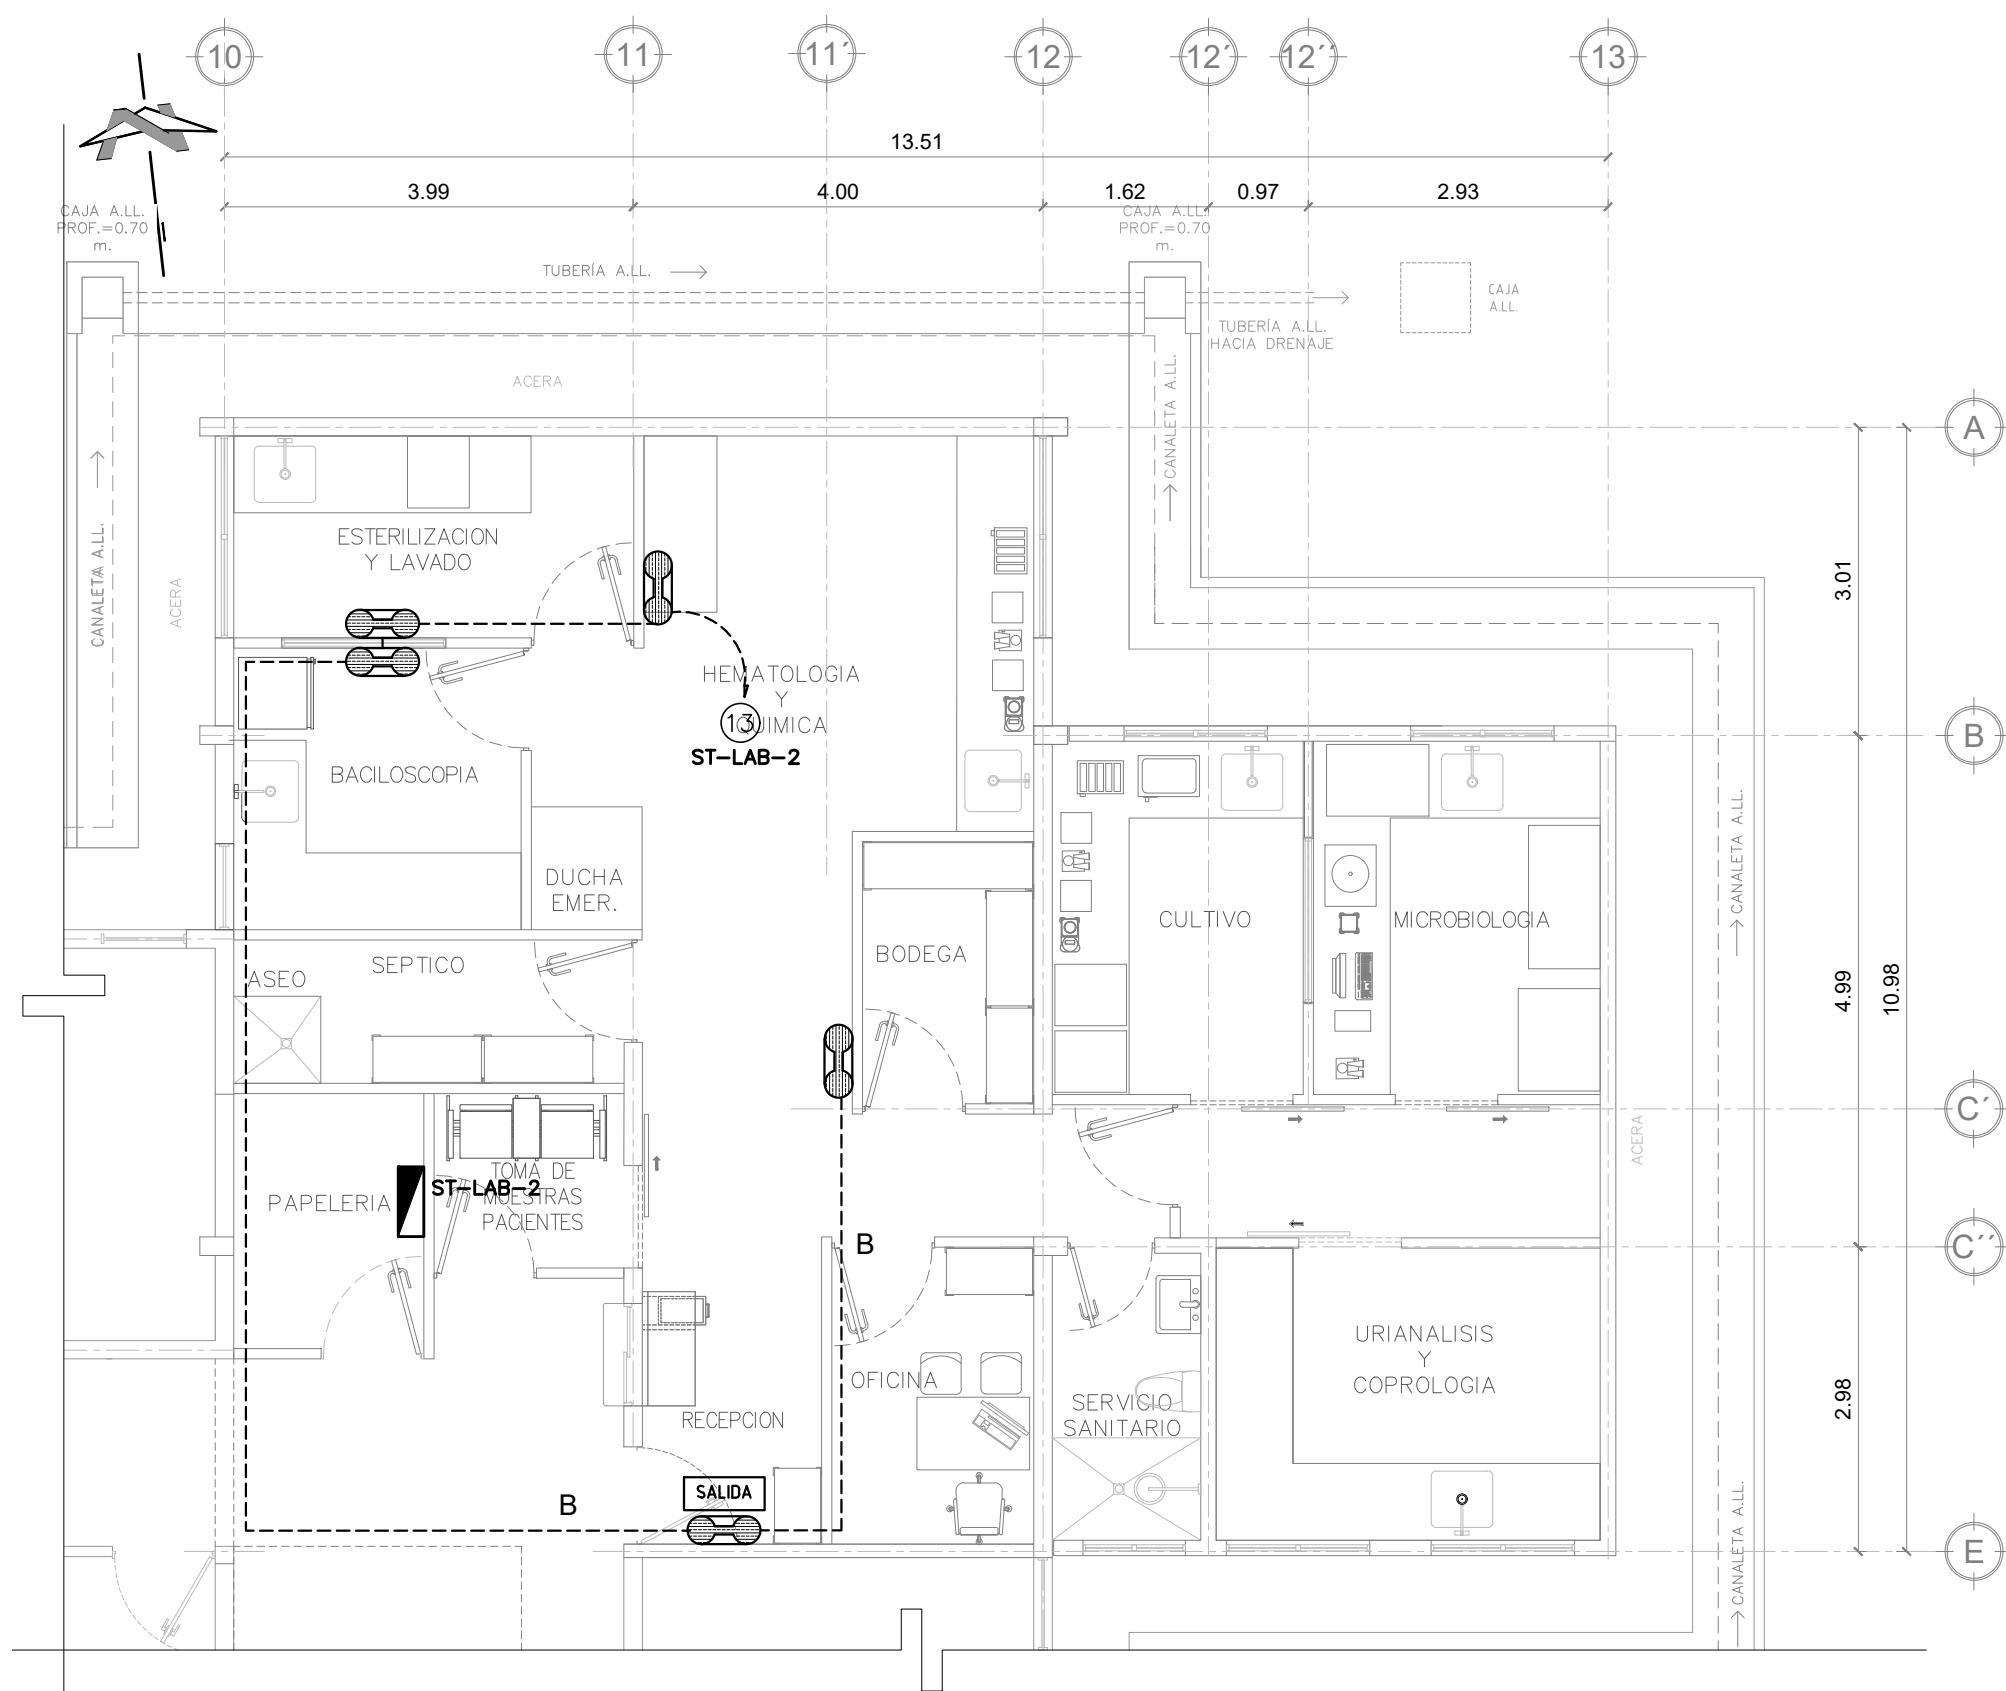 10
11
11´
12
12´
12´´
13
13.51
3.99
4.00
1.62
0.97
2.93
CAJA A.LL.
PROF.=0.70
m.
CAJA A.LL.
PROF.=0.70
m.
TUBERÍA A.LL.
CAJA
A.LL.
TUBERÍA A.LL.
HACIA DRENAJE
ACERA
CANALETA A.LL.
A
ESTERILIZACION
Y LAVADO
CANALETA A.LL.
ACERA
3.01
HEMATOLOGIA
Y
QUIMICA
13
ST-LAB-2
B
BACILOSCOPIA
DUCHA
EMER.
CULTIVO
MICROBIOLOGIA
CANALETA A.LL.
BODEGA
SEPTICO
ASEO
4.99
10.98
C´
ACERA
TOMA DE
MUESTRAS
PACIENTES
ST-LAB-2
PAPELERIA
B
C´´
URIANALISIS
Y
COPROLOGIA
OFICINA
SERVICIO
SANITARIO
RECEPCION
2.98
SALIDA
B
CANALETA A.LL.
E